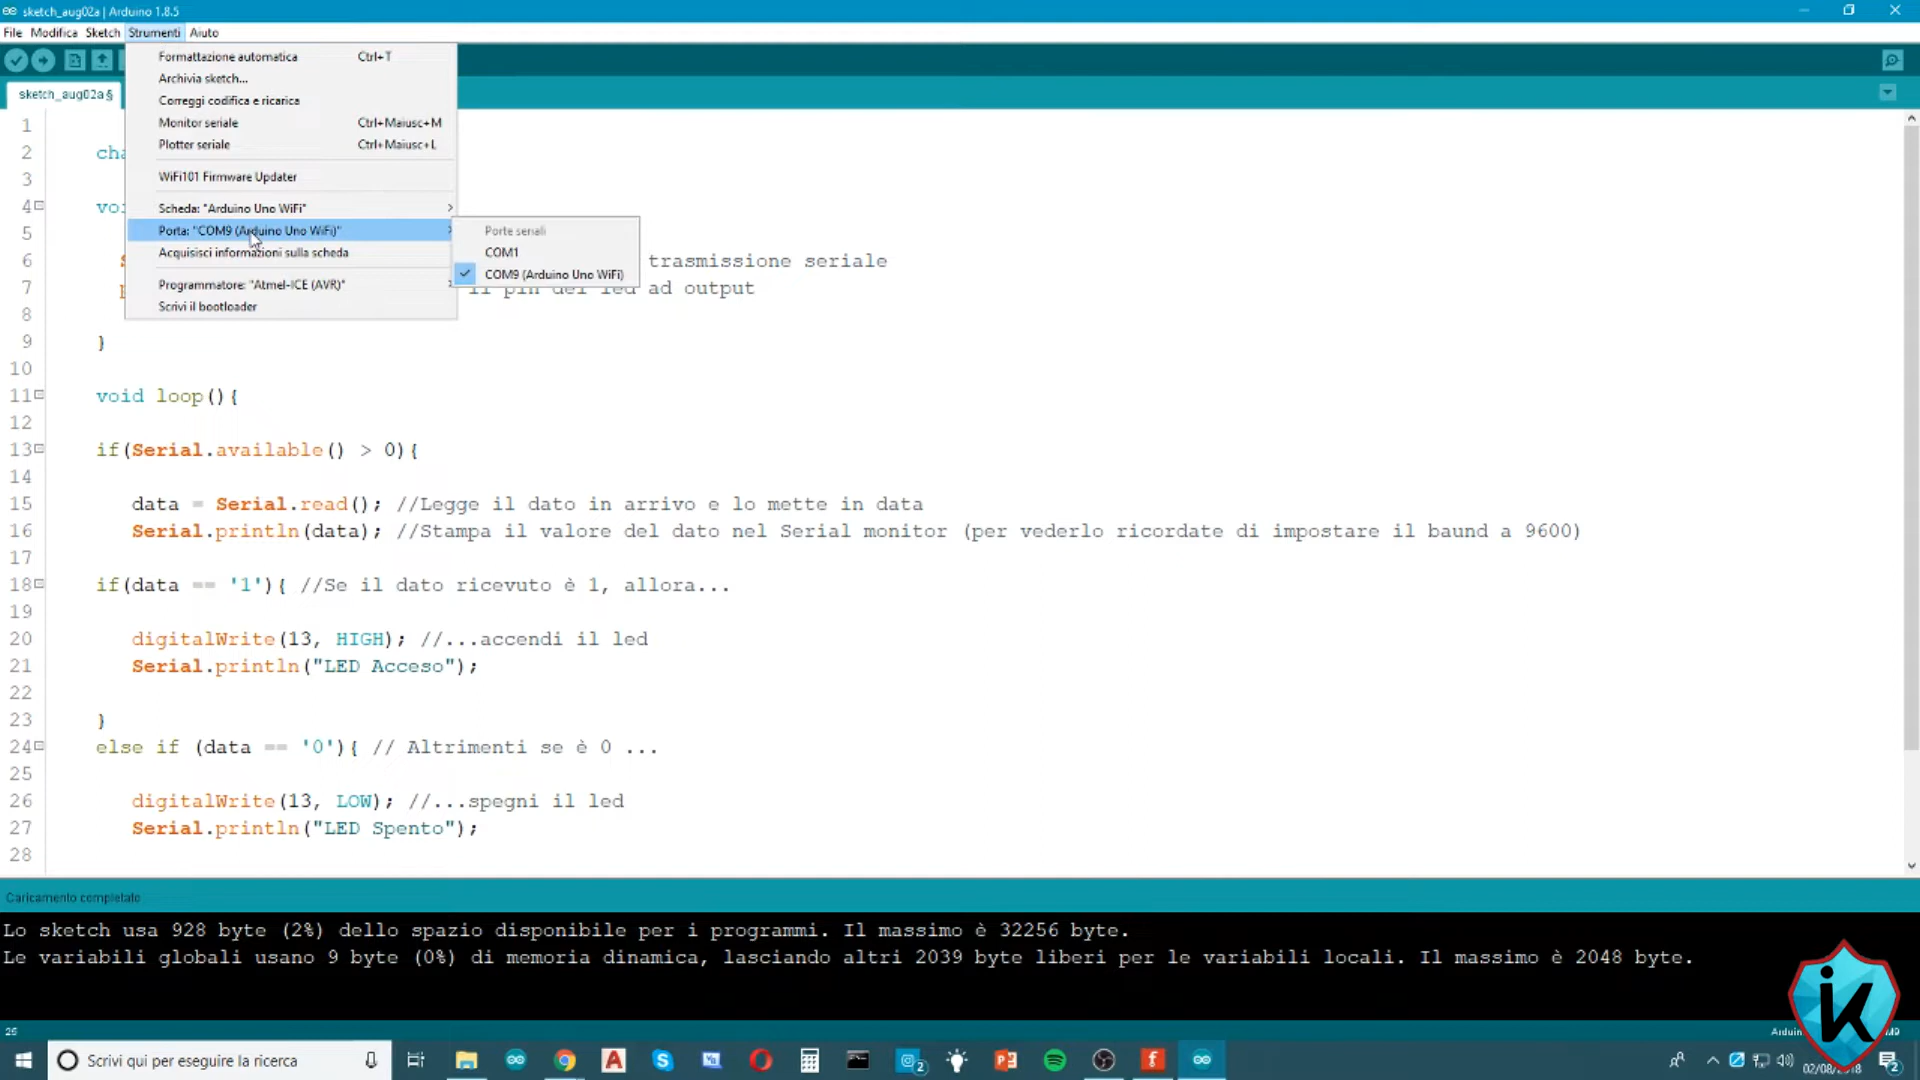 sketch_aug02a | Arduino 1.8.5
File Modifica Sketch Strumenti Aiuto
Formattazione automatica Ctrl+T
Archivia sketch...
Correggi codifica e ricarica
Monitor seriale Ctrl+Maiusc+M
Plotter seriale Ctrl+Maiusc+L
WiFi101 Firmware Updater
Scheda: "Arduino Uno WiFi"
Porta: "COM9 (Arduino Uno WiFi)"
Acquisisci informazioni sulla scheda
Programmatore: "Atmel-ICE (AVR)"
Scrivi il bootloader
Porte seriali
COM1
COM9 (Arduino Uno WiFi)
sketch_aug02a §
1
2 cha
3
4 voi
5
6 S trasmissione seriale
7 p il pin del led ad output
8
9 }
10
11 void loop(){
12
13 if(Serial.available() > 0){
14
15 data = Serial.read(); //Legge il dato in arrivo e lo mette in data
16 Serial.println(data); //Stampa il valore del dato nel Serial monitor (per vederlo ricordate di impostare il baund a 9600)
17
18 if(data == '1'){ //Se il dato ricevuto è 1, allora...
19
20 digitalWrite(13, HIGH); //...accendi il led
21 Serial.println("LED Acceso");
22
23 }
24 else if (data == '0'){ // Altrimenti se è 0 ...
25
26 digitalWrite(13, LOW); //...spegni il led
27 Serial.println("LED Spento");
28
Caricamento completato
Lo sketch usa 928 byte (2%) dello spazio disponibile per i programmi. Il massimo è 32256 byte.
Le variabili globali usano 9 byte (0%) di memoria dinamica, lasciando altri 2039 byte liberi per le variabili locali. Il massimo è 2048 byte.
iK
Scrivi qui per eseguire la ricerca
02/08/2018